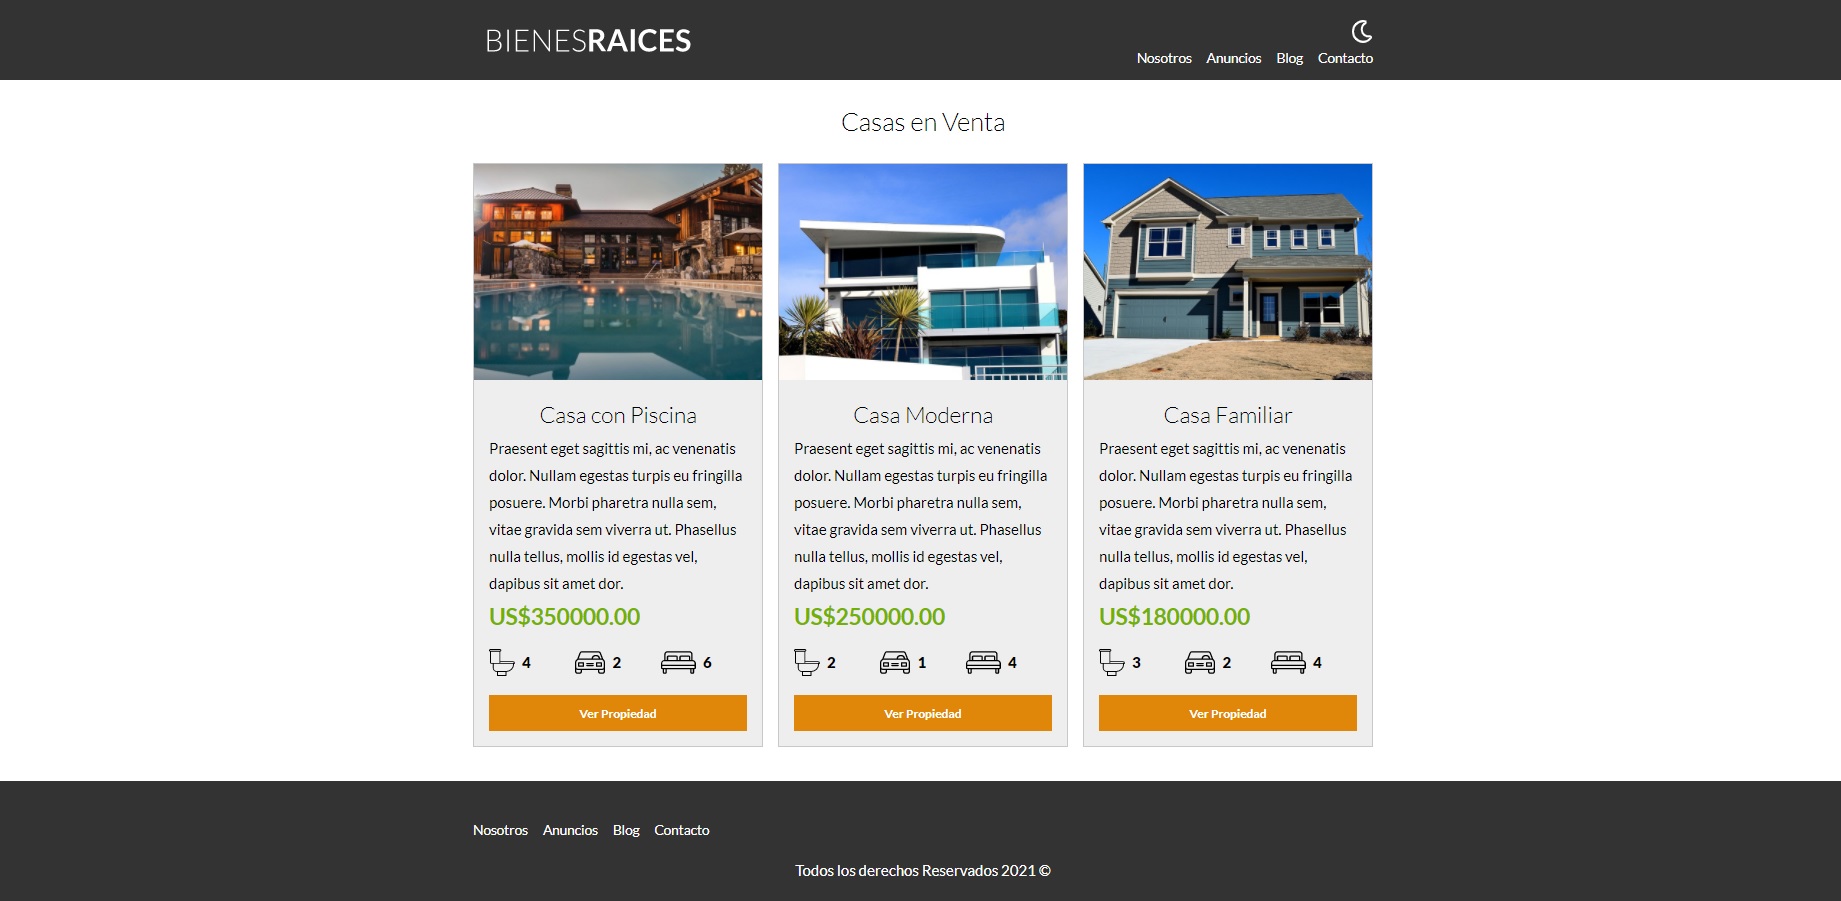 BIENESRAICES
Nosotros Anuncios Blog Contacto
Casas en Venta
Casa con Piscina
Praesent eget sagittis mi, ac venenatis
dolor. Nullam egestas turpis eu fringilla
posuere. Morbi pharetra nulla sem,
vitae gravida sem viverra ut. Phasellus
nulla tellus, mollis id egestas vel,
dapibus sit amet dor.
US$350000.00
4 2 6
Ver Propiedad
Casa Moderna
Praesent eget sagittis mi, ac venenatis
dolor. Nullam egestas turpis eu fringilla
posuere. Morbi pharetra nulla sem,
vitae gravida sem viverra ut. Phasellus
nulla tellus, mollis id egestas vel,
dapibus sit amet dor.
US$250000.00
2 1 4
Ver Propiedad
Casa Familiar
Praesent eget sagittis mi, ac venenatis
dolor. Nullam egestas turpis eu fringilla
posuere. Morbi pharetra nulla sem,
vitae gravida sem viverra ut. Phasellus
nulla tellus, mollis id egestas vel,
dapibus sit amet dor.
US$180000.00
3 2 4
Ver Propiedad
Nosotros Anuncios Blog Contacto
Todos los derechos Reservados 2021 ©